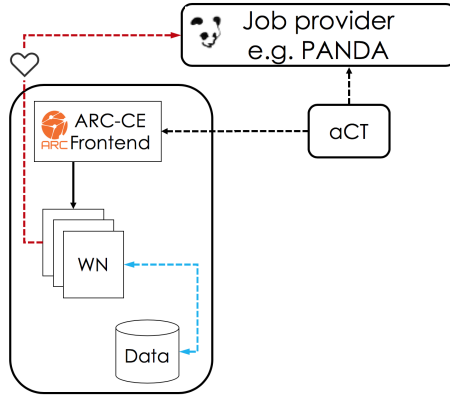 Job provider
e.g. PANDA
ARC-CE
Frontend
ARC
aCT
WN
Data